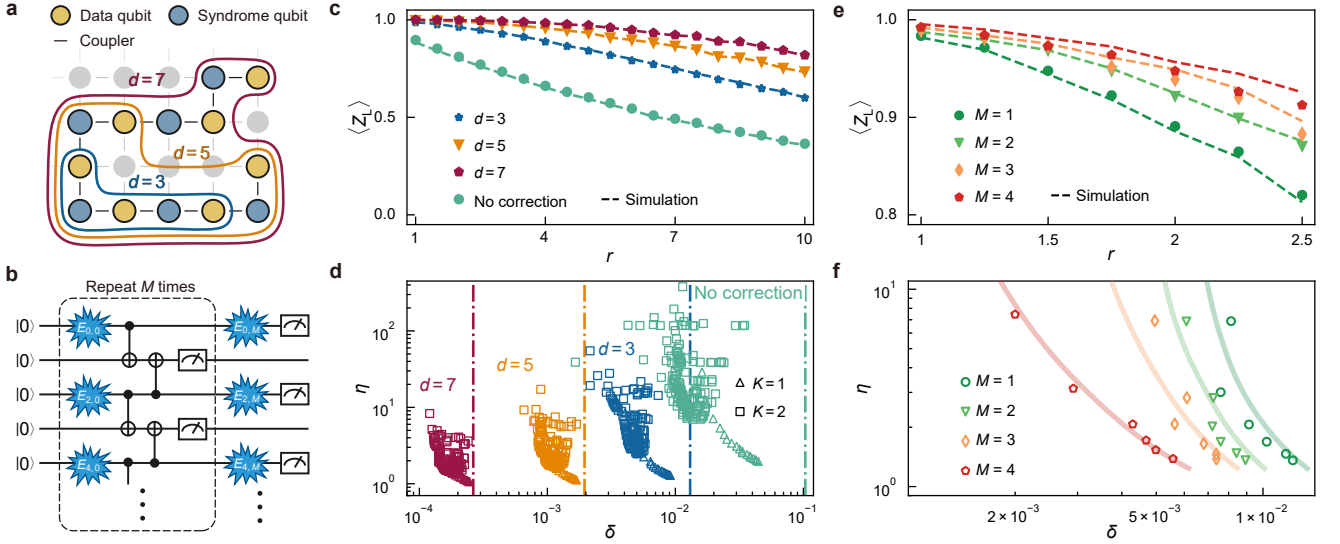 a
Data qubit
Syndrome qubit
Coupler
d = 7
d = 5
d = 3
b
Repeat M times
|0⟩
E0,0
E0,M
|0⟩
|0⟩
E2,0
E2,M
|0⟩
|0⟩
E4,0
E4,M
c
1.0
0.5
0.0
⟨ZL⟩
d = 3
d = 5
d = 7
No correction
Simulation
1
4
7
10
r
d
No correction
d = 3
d = 5
d = 7
K = 1
K = 2
10²
10¹
10⁰
η
10⁻⁴
10⁻³
10⁻²
10⁻¹
δ
e
1.0
0.9
0.8
⟨ZL⟩
M = 1
M = 2
M = 3
M = 4
Simulation
1
1.5
2
2.5
r
f
10¹
10⁰
η
M = 1
M = 2
M = 3
M = 4
2 × 10⁻³
5 × 10⁻³
1 × 10⁻²
δ